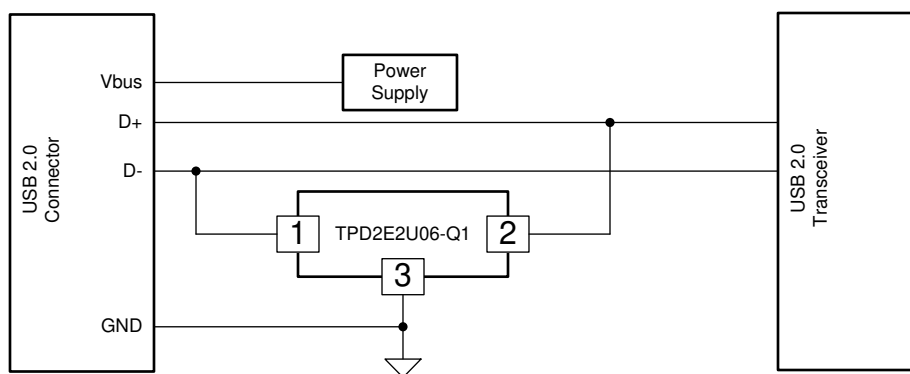 USB 2.0
Connector
Vbus
D+
D-
GND
Power
Supply
1
TPD2E2U06-Q1
2
3
USB 2.0
Transceiver